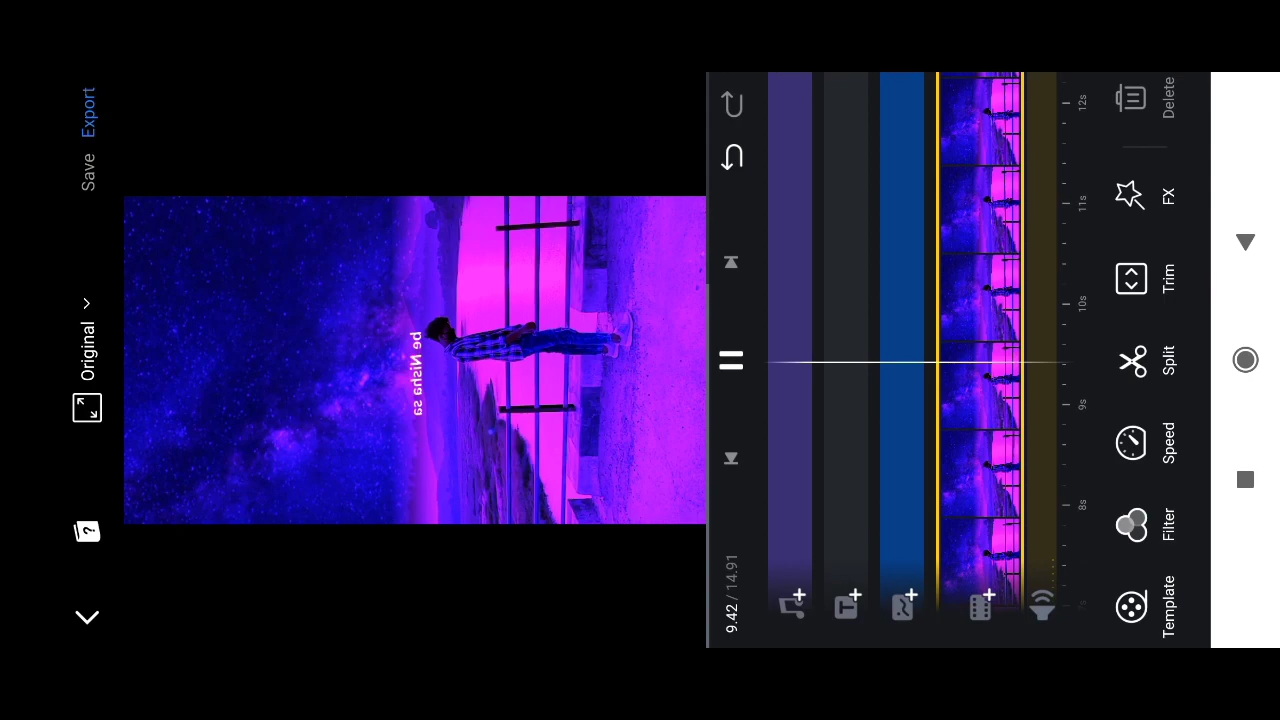 Original Save Export
be Nisha sa
9.42 / 14.91
7s 8s 9s 10s 11s 12s
Template Filter Speed Split Trim FX Delete